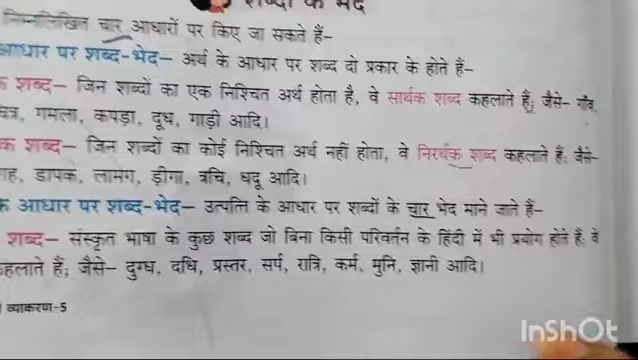 शब्दों के भेद
निम्नलिखित चार आधारों पर किए जा सकते हैं–
आधार पर शब्द-भेद– अर्थ के आधार पर शब्द दो प्रकार के होते हैं–
क शब्द– जिन शब्दों का एक निश्चित अर्थ होता है, वे सार्थक शब्द कहलाते हैं; जैसे– गाँव,
चित्र, गमला, कपड़ा, दूध, गाड़ी आदि।
क शब्द– जिन शब्दों का कोई निश्चित अर्थ नहीं होता, वे निरर्थक शब्द कहलाते हैं; जैसे–
डापक, लामंग, ड़ीगा, त्रचि, धदू आदि।
के आधार पर शब्द-भेद– उत्पत्ति के आधार पर शब्दों के चार भेद माने जाते हैं–
शब्द– संस्कृत भाषा के कुछ शब्द जो बिना किसी परिवर्तन के हिंदी में भी प्रयोग होते हैं; वे
कहलाते हैं; जैसे– दुग्ध, दधि, प्रस्तर, सर्प, रात्रि, कर्म, मुनि, ज्ञानी आदि।
व्याकरण-5
InShOt